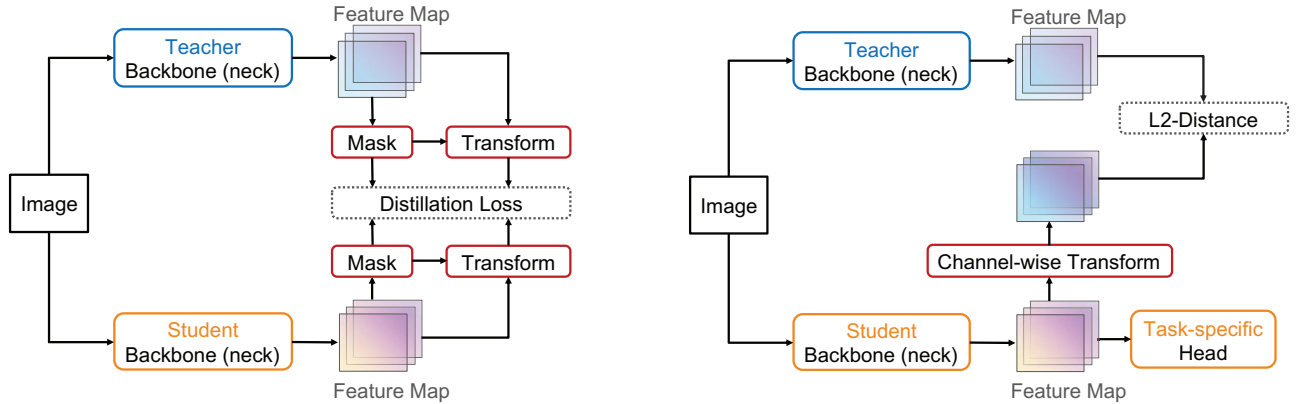 Feature Map
Teacher
Backbone (neck)
Mask
Transform
Image
Distillation Loss
Mask
Transform
Student
Backbone (neck)
Feature Map
Feature Map
Teacher
Backbone (neck)
L2-Distance
Image
Channel-wise Transform
Student
Backbone (neck)
Task-specific
Head
Feature Map